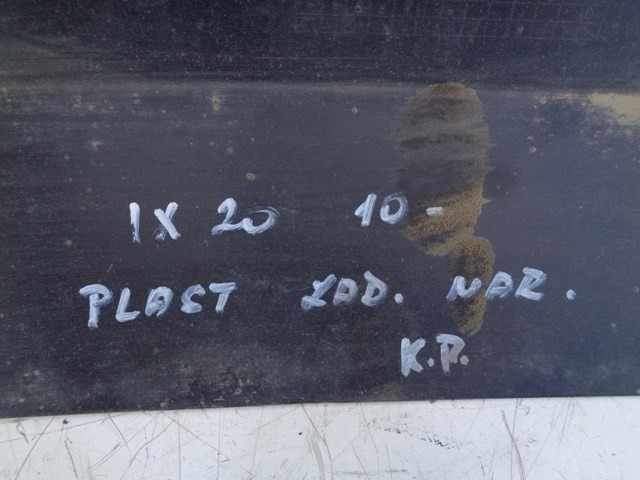 IX 20 10-
PLAST ZAD. NAR.
K.P.